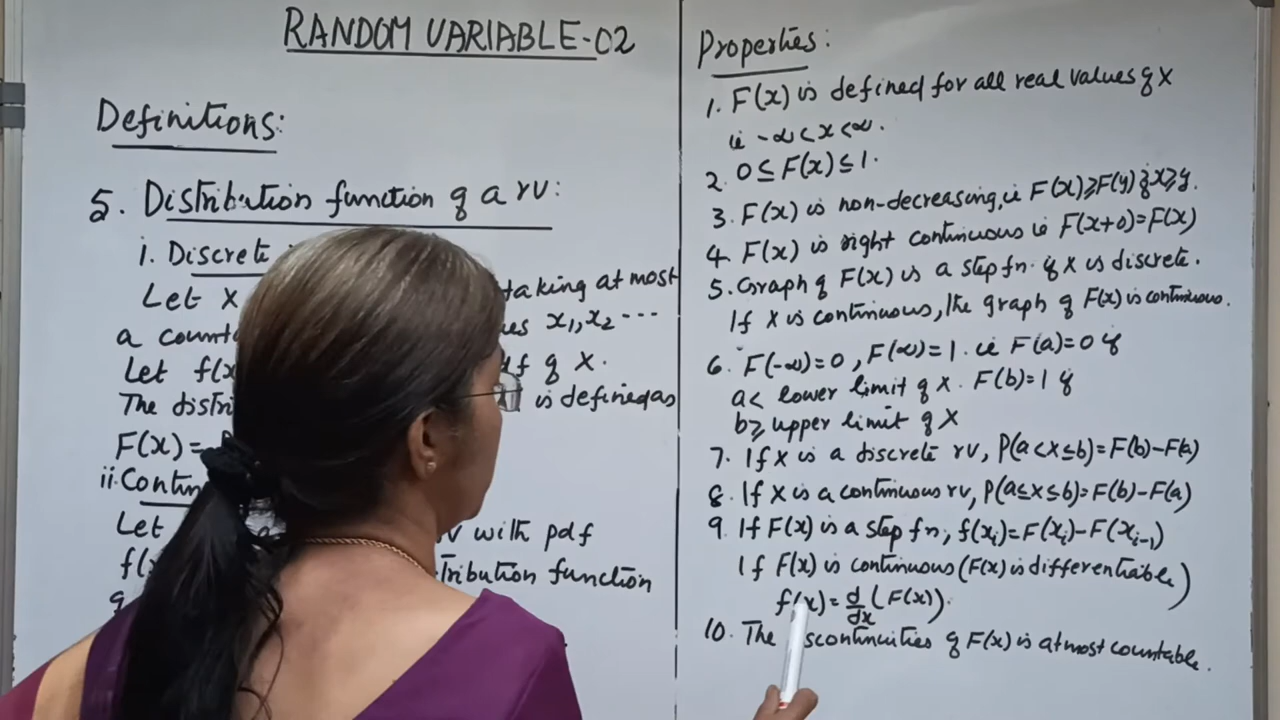 RANDOM VARIABLE-02
Definitions:
5. Distribution function of a rv:
i. Discrete
Let X taking at most
a x₁,x₂ ...
Let f(x of X.
The is defined as
F(x) =
ii. Contin
Let with pdf
f( function
Properties:
1. F(x) is defined for all real values of x
ie -∞<x<∞.
2. 0≤F(x)≤1.
3. F(x) is non-decreasing, ie F(x)≥F(y) if x≥y.
4. F(x) is right continuous ie F(x+0)=F(x)
5. Graph of F(x) is a step fn. if X is discrete.
If X is continuous, the graph of F(x) is continuous.
6. F(-∞)=0, F(∞)=1. ie F(a)=0 if
a< lower limit of X. F(b)=1 if
b≥ upper limit of X
7. If X is a discrete rv, P(a<X≤b)=F(b)-F(a)
8. If X is a continuous rv, P(a≤X≤b)=F(b)-F(a)
9. If F(x) is a step fn, f(xᵢ)=F(xᵢ)-F(xᵢ₋₁)
If F(x) is continuous (F(x) is differentiable)
f(x)= d/dx (F(x)).
10. The iscontinuities of F(x) is atmost countable.